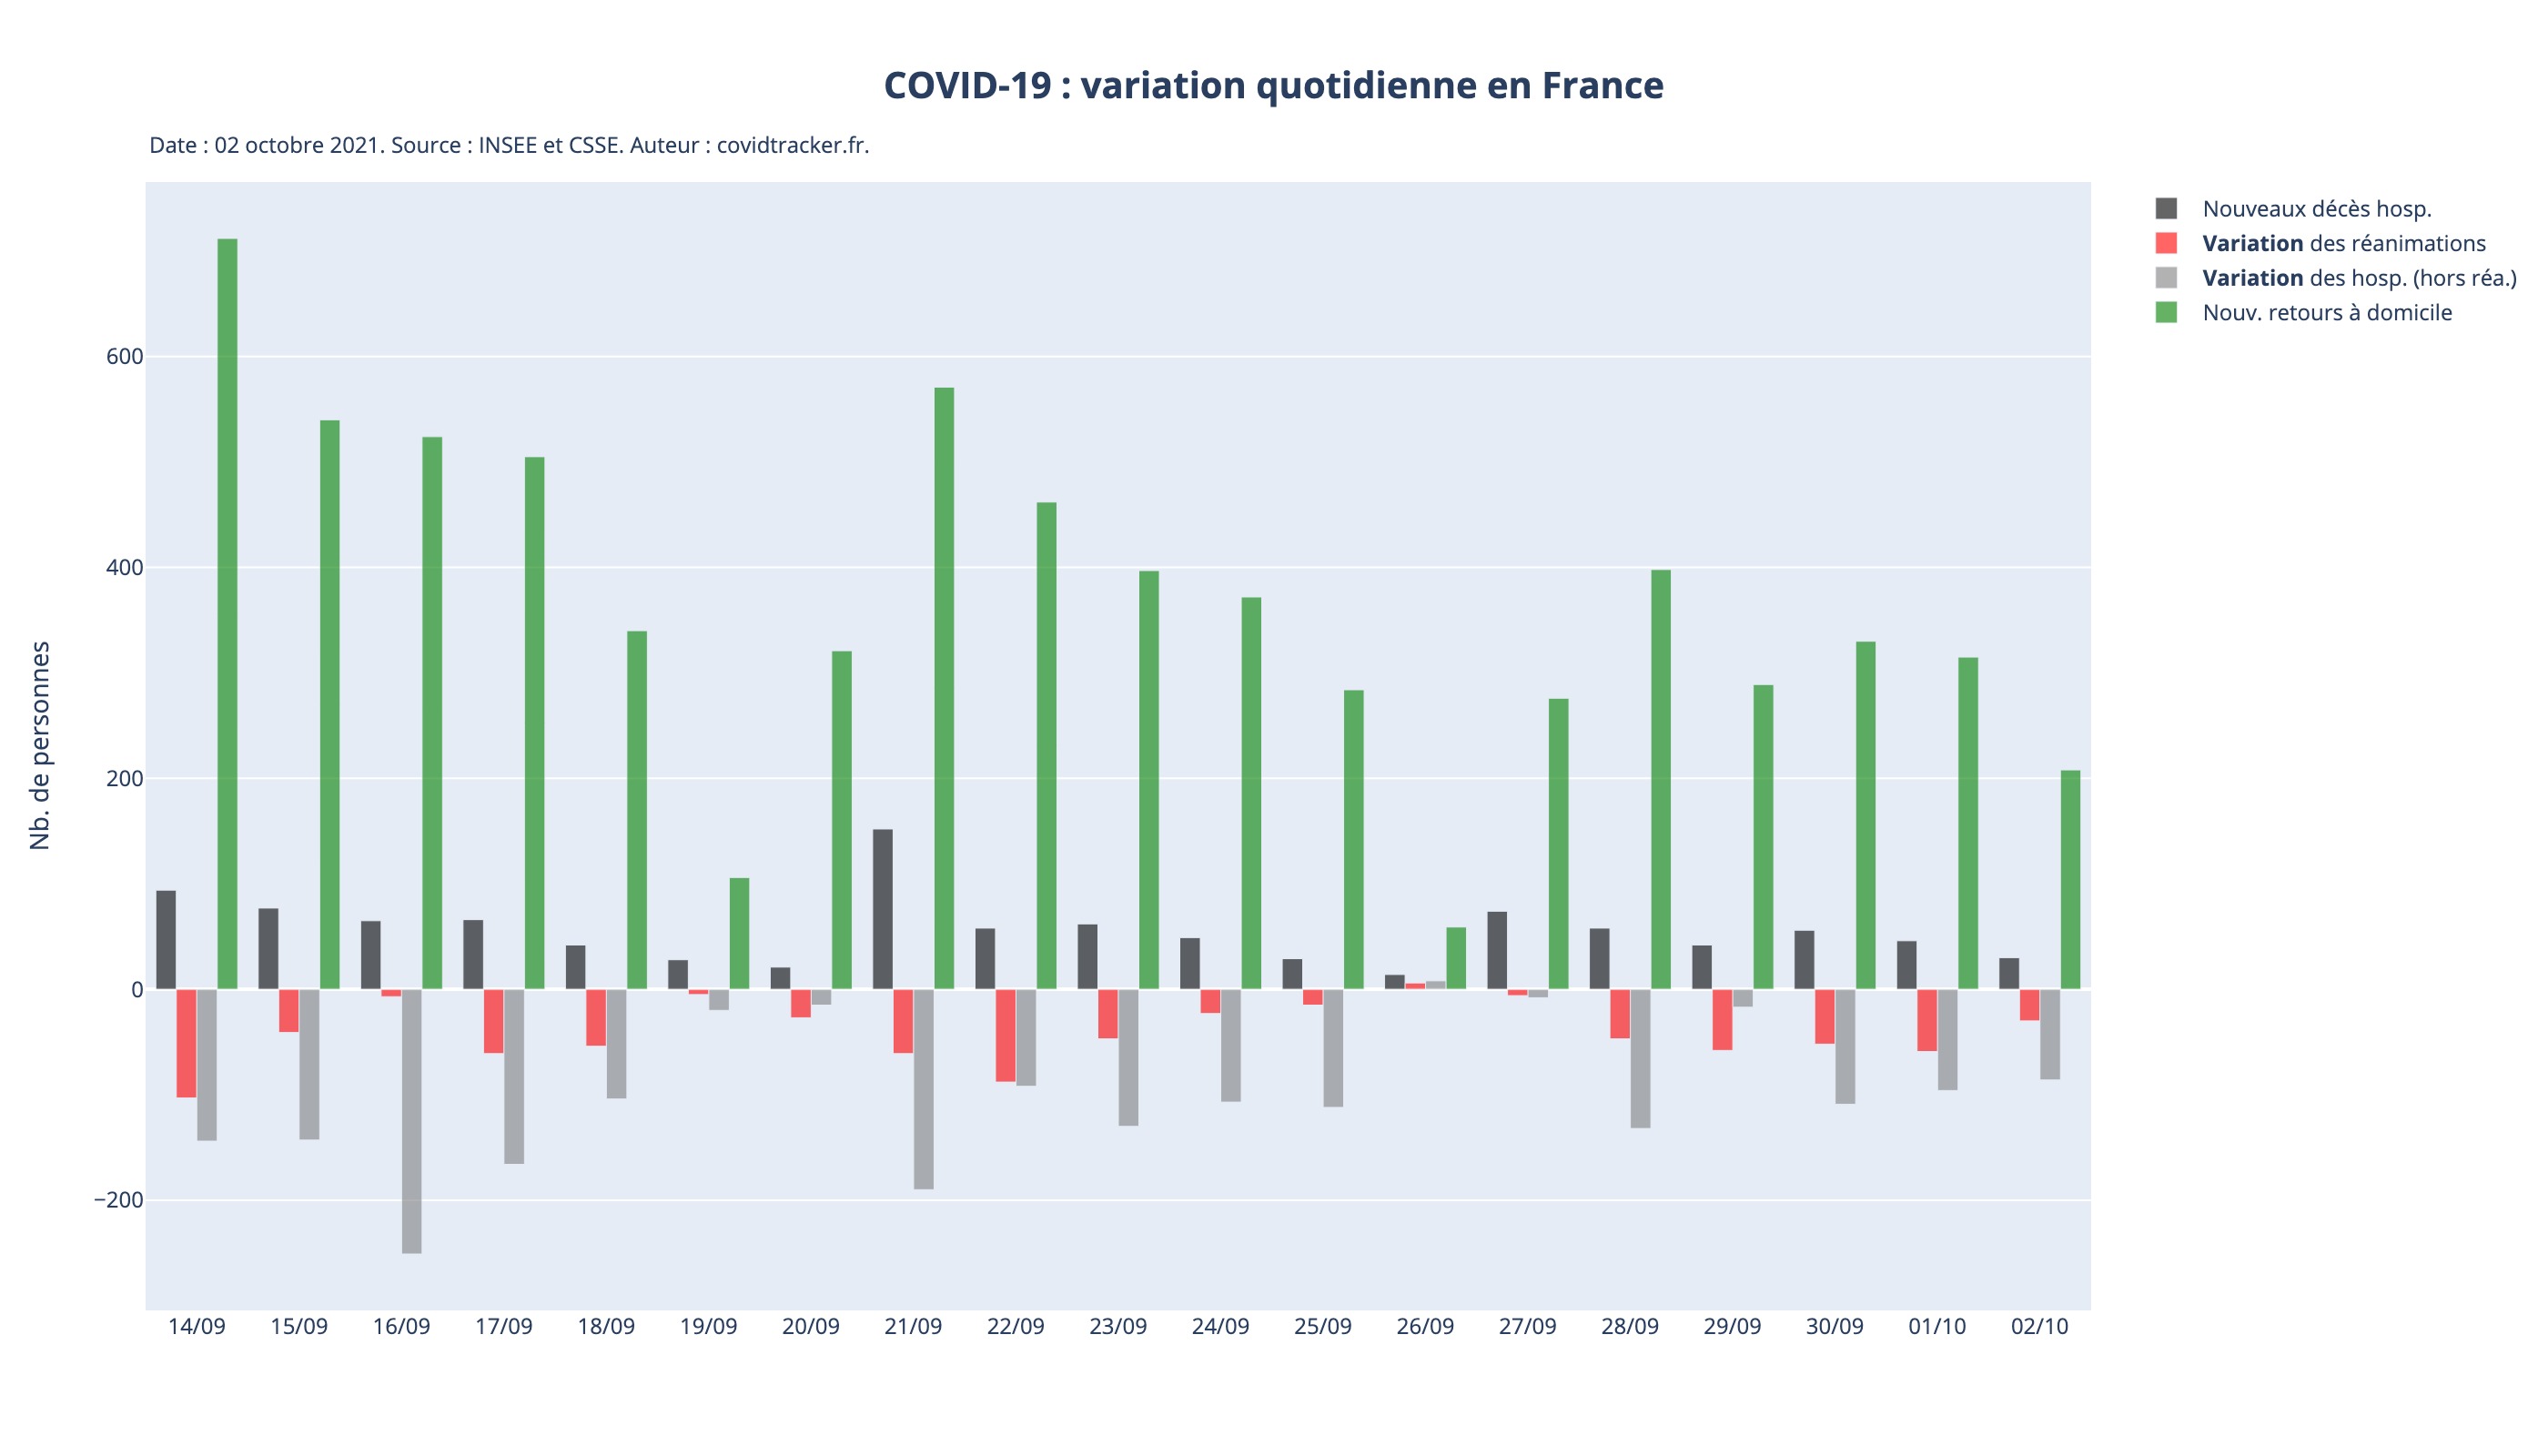 COVID-19 : variation quotidienne en France
Date : 02 octobre 2021. Source : INSEE et CSSE. Auteur : covidtracker.fr.
Nouveaux décès hosp.
Variation des réanimations
Variation des hosp. (hors réa.)
Nouv. retours à domicile
Nb. de personnes
600
400
200
0
−200
14/09 15/09 16/09 17/09 18/09 19/09 20/09 21/09 22/09 23/09 24/09 25/09 26/09 27/09 28/09 29/09 30/09 01/10 02/10